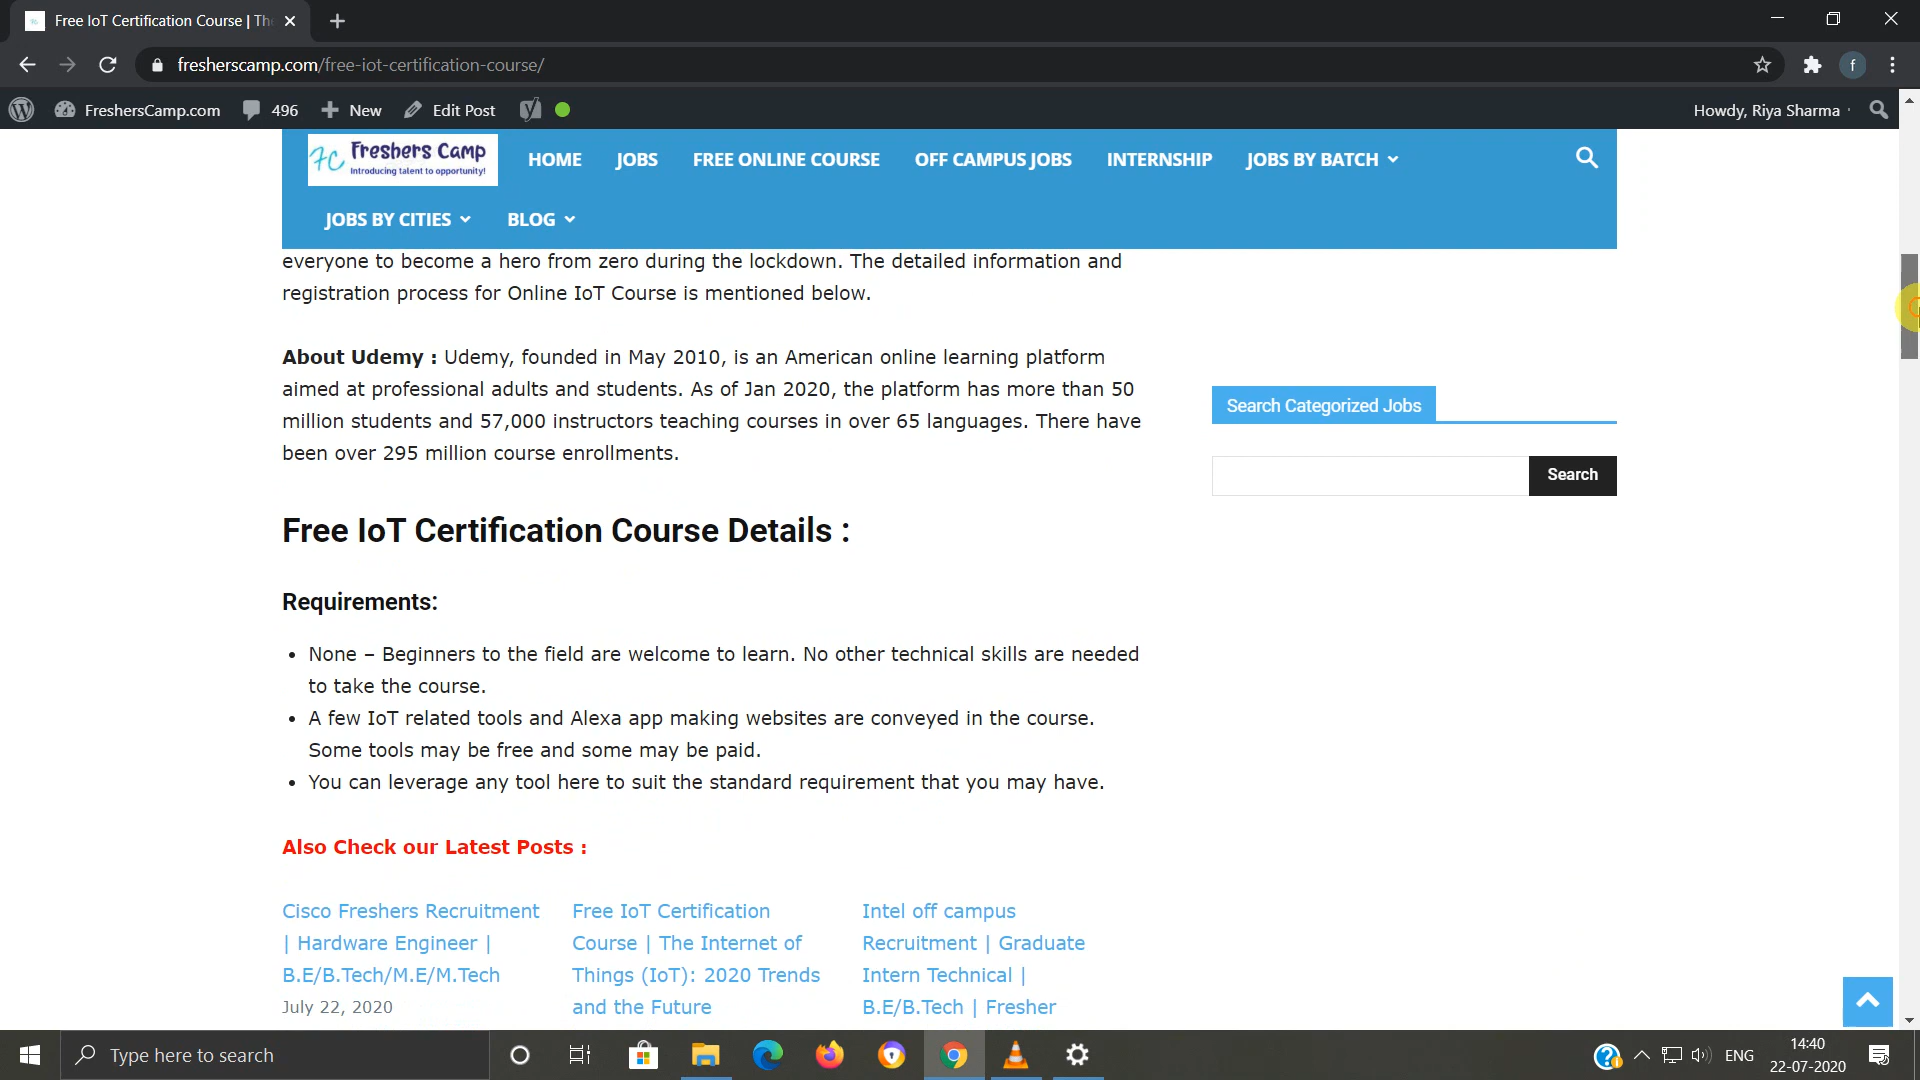 Free IoT Certification Course | Th
fresherscamp.com/free-iot-certification-course/
f
FreshersCamp.com 496 New Edit Post
Howdy, Riya Sharma
FC Freshers Camp
Introducing talent to opportunity!
HOME JOBS FREE ONLINE COURSE OFF CAMPUS JOBS INTERNSHIP JOBS BY BATCH
JOBS BY CITIES BLOG
everyone to become a hero from zero during the lockdown. The detailed information and
registration process for Online IoT Course is mentioned below.
About Udemy : Udemy, founded in May 2010, is an American online learning platform
aimed at professional adults and students. As of Jan 2020, the platform has more than 50
million students and 57,000 instructors teaching courses in over 65 languages. There have
been over 295 million course enrollments.
Search Categorized Jobs
Search
Free IoT Certification Course Details :
Requirements:
• None – Beginners to the field are welcome to learn. No other technical skills are needed
to take the course.
• A few IoT related tools and Alexa app making websites are conveyed in the course.
Some tools may be free and some may be paid.
• You can leverage any tool here to suit the standard requirement that you may have.
Also Check our Latest Posts :
Cisco Freshers Recruitment
| Hardware Engineer |
B.E/B.Tech/M.E/M.Tech
July 22, 2020
Free IoT Certification
Course | The Internet of
Things (IoT): 2020 Trends
and the Future
Intel off campus
Recruitment | Graduate
Intern Technical |
B.E/B.Tech | Fresher
Type here to search
ENG
14:40
22-07-2020